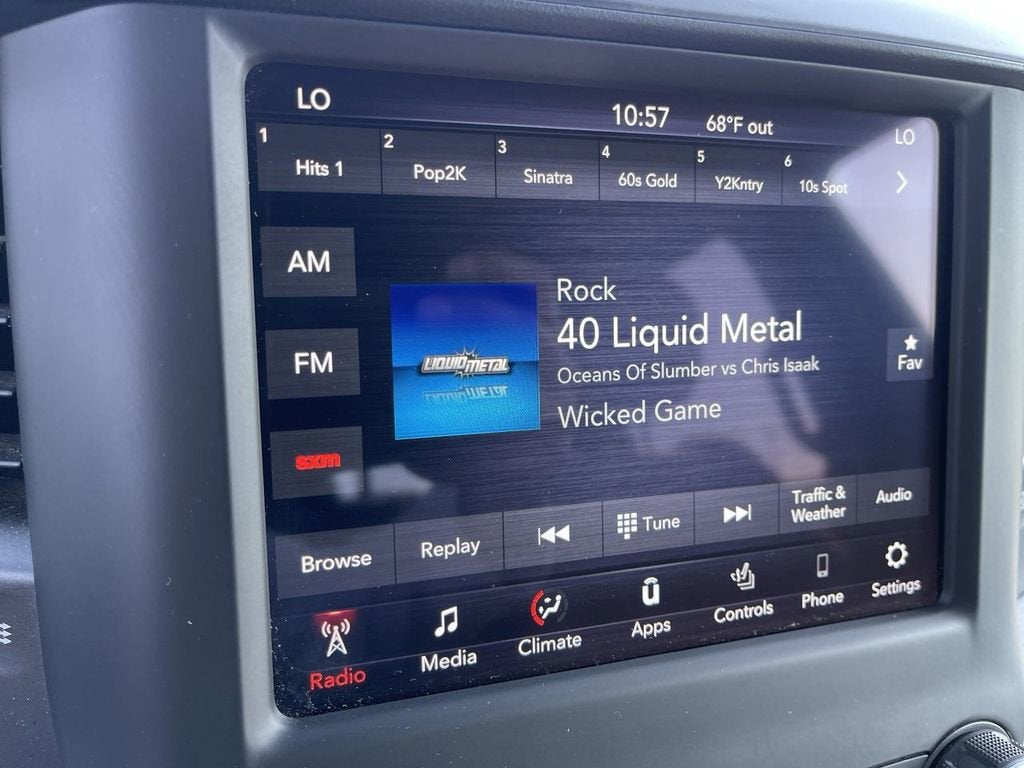 LO
10:57
68°F out
LO
1
Hits 1
2
Pop2K
3
Sinatra
4
60s Gold
5
Y2Kntry
6
10s Spot
AM
FM
sxm
LIQUID METAL
Rock
40 Liquid Metal
Oceans Of Slumber vs Chris Isaak
Wicked Game
Fav
Browse
Replay
Tune
Traffic &
Weather
Audio
Radio
Media
Climate
Apps
Controls
Phone
Settings